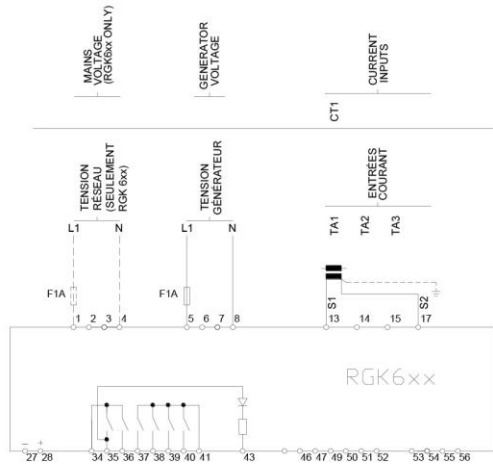 MAINS
VOLTAGE
(RGK6xx ONLY)
GENERATOR
VOLTAGE
CURRENT
INPUTS
CT1
TENSION
RÉSEAU
(SEULEMENT
RGK 6xx)
TENSION
GÉNÉRATEUR
ENTRÉES
COURANT
L1 N
L1 N
TA1
TA2
TA3
F1A
F1A
S1
S2
1 2 3 4 5 6 7 8 13 14 15 17
RGK6xx
− +
27 28 34 35 36 37 38 39 40 41 43 46 47 49 50 51 52 53 54 55 56